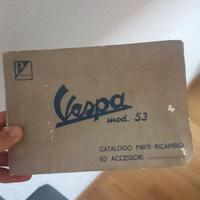 P
Vespa
mod. 53
CATALOGO PARTI RICAMBIO
ED ACCESSORI